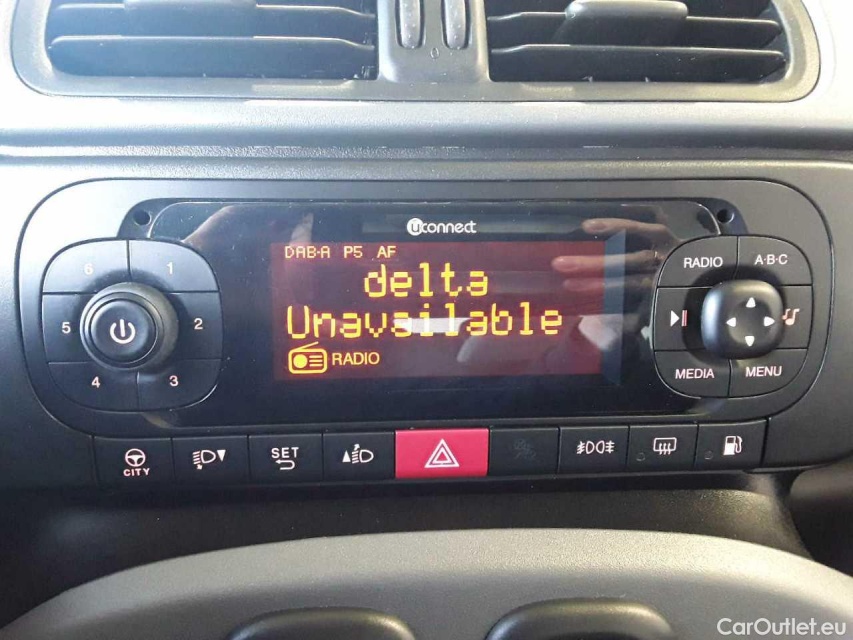 0
uconnect
DAB-A P5 AF
delta
Unavailable
RADIO
6 1
5 2
4 3
RADIO A·B·C
MEDIA MENU
CITY
SET
CarOutlet.eu